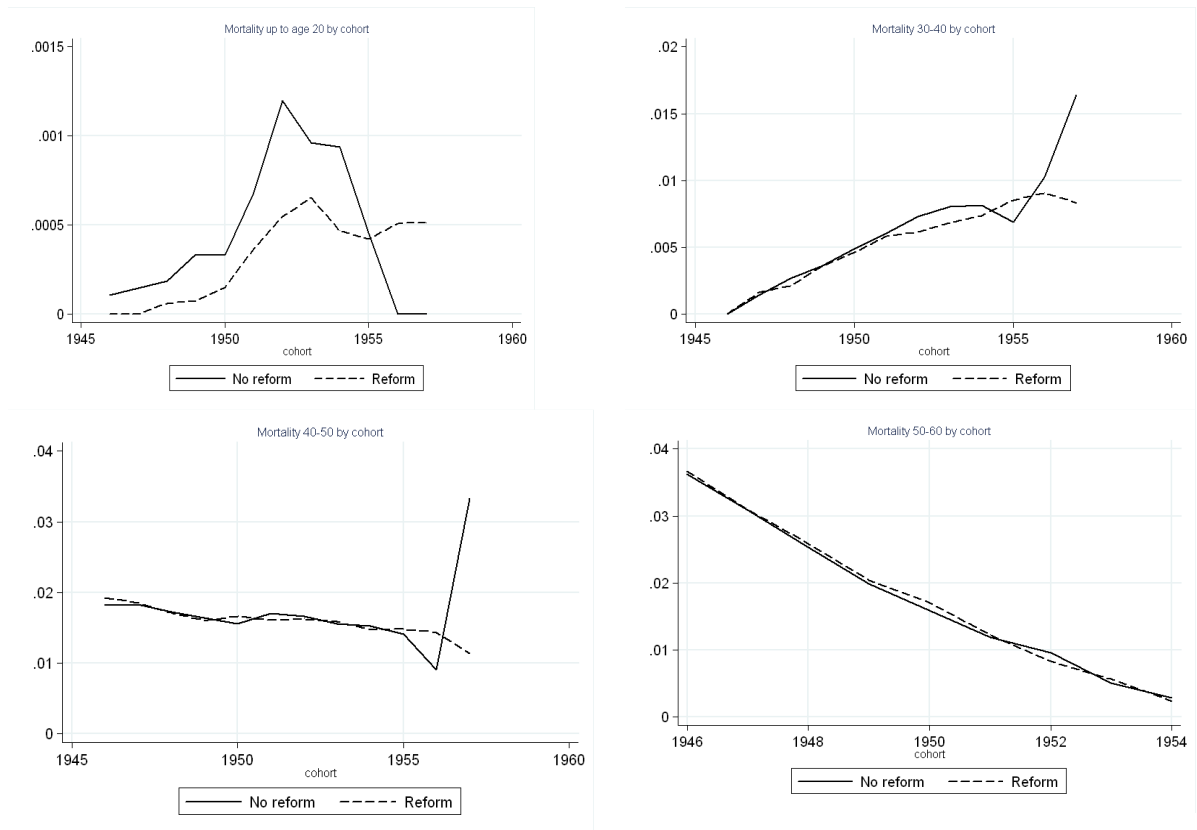 Mortality up to age 20 by cohort
.0015
.001
.0005
0
1945 1950 1955 1960
cohort
No reform Reform
Mortality 30-40 by cohort
.02
.015
.01
.005
0
1945 1950 1955 1960
cohort
No reform Reform
Mortality 40-50 by cohort
.04
.03
.02
.01
0
1945 1950 1955 1960
cohort
No reform Reform
Mortality 50-60 by cohort
.04
.03
.02
.01
0
1946 1948 1950 1952 1954
cohort
No reform Reform